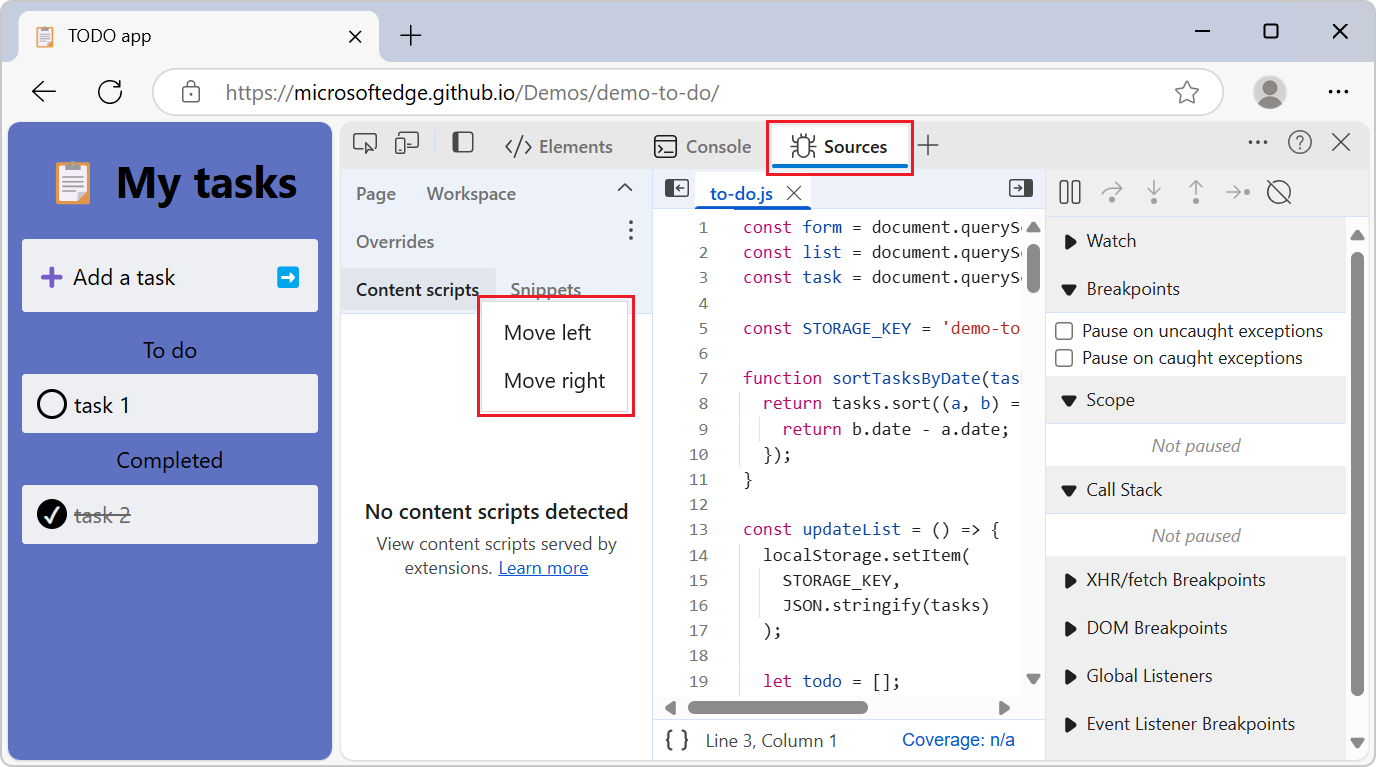 TODO app
https://microsoftedge.github.io/Demos/demo-to-do/
My tasks
Add a task
To do
task 1
Completed
task 2
Elements
Console
Sources
Page
Workspace
Overrides
Content scripts
Snippets
Move left
Move right
No content scripts detected
View content scripts served by
extensions. Learn more
to-do.js
1 const form = document.queryS
2 const list = document.queryS
3 const task = document.queryS
4
5 const STORAGE_KEY = 'demo-to
6
7 function sortTasksByDate(tas
8 return tasks.sort((a, b) =
9 return b.date - a.date;
10 });
11 }
12
13 const updateList = () => {
14 localStorage.setItem(
15 STORAGE_KEY,
16 JSON.stringify(tasks)
17 );
18
19 let todo = [];
{ } Line 3, Column 1
Coverage: n/a
Watch
Breakpoints
Pause on uncaught exceptions
Pause on caught exceptions
Scope
Not paused
Call Stack
Not paused
XHR/fetch Breakpoints
DOM Breakpoints
Global Listeners
Event Listener Breakpoints